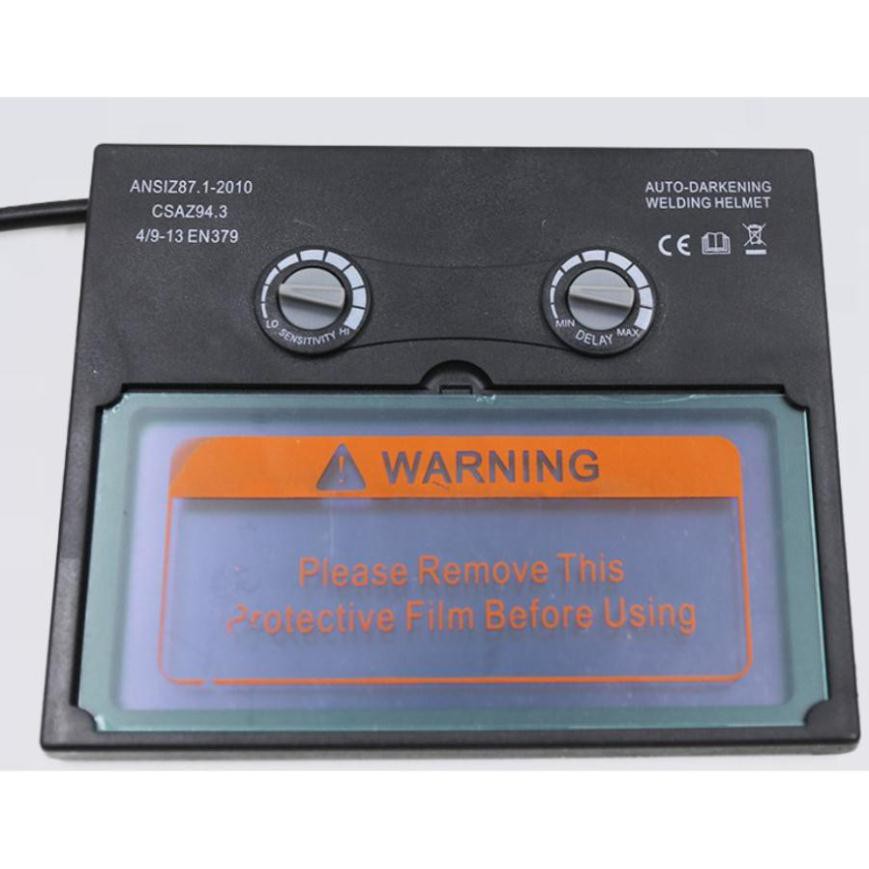 ANSIZ87.1-2010
CSAZ94.3
4/9-13 EN379
AUTO-DARKENING
WELDING HELMET
CE
LO SENSITIVITY HI
MIN DELAY MAX
WARNING
Please Remove This
Protective Film Before Using